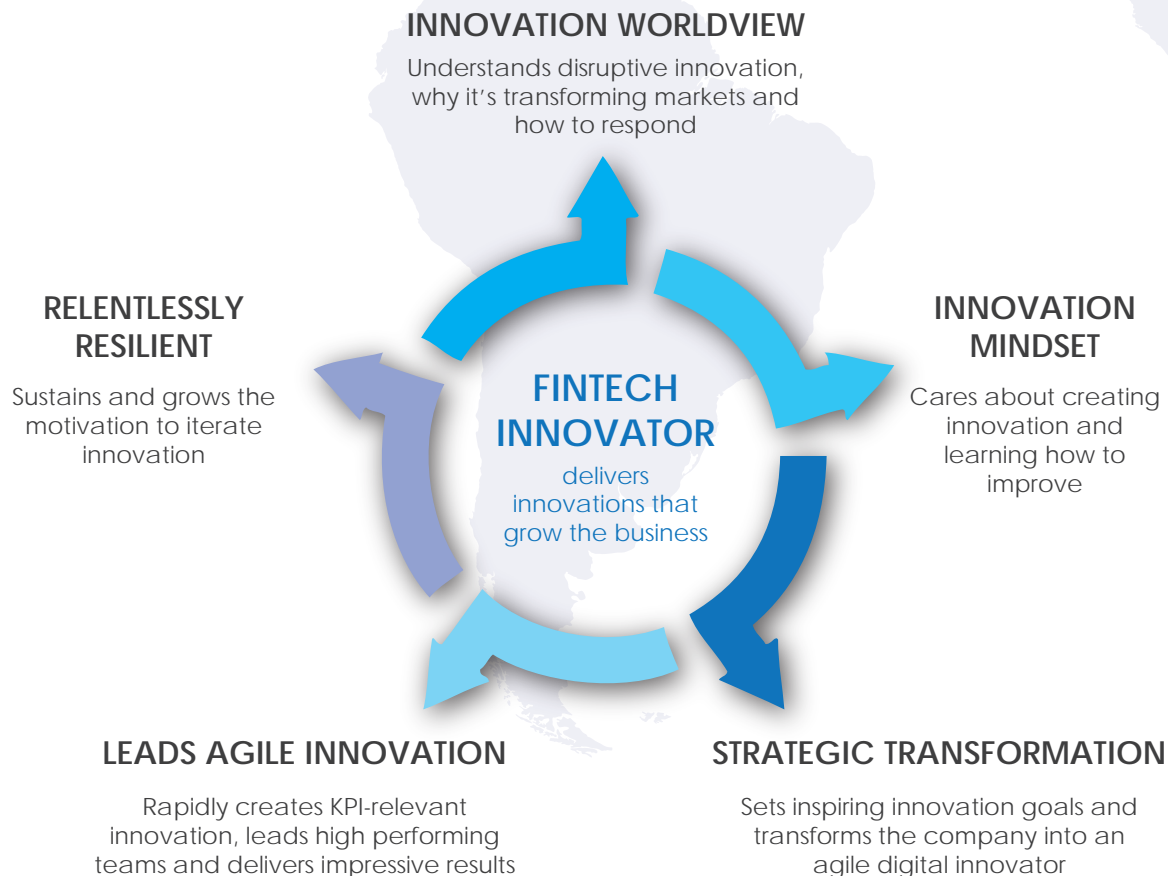 INNOVATION WORLDVIEW
Understands disruptive innovation,
why it's transforming markets and
how to respond
INNOVATION
MINDSET
Cares about creating
innovation and
learning how to
improve
STRATEGIC TRANSFORMATION
Sets inspiring innovation goals and
transforms the company into an
agile digital innovator
LEADS AGILE INNOVATION
Rapidly creates KPI-relevant
innovation, leads high performing
teams and delivers impressive results
RELENTLESSLY
RESILIENT
Sustains and grows the
motivation to iterate
innovation
FINTECH
INNOVATOR
delivers
innovations that
grow the business